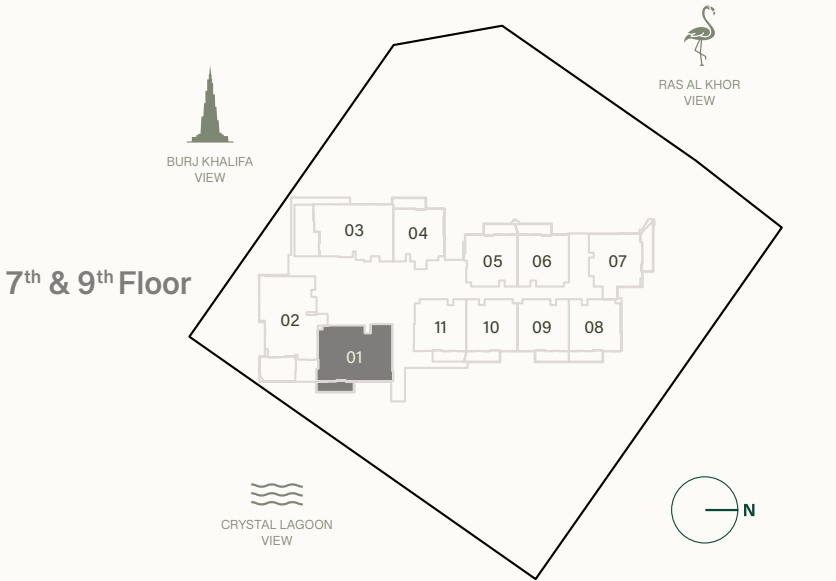 RAS AL KHOR
VIEW
BURJ KHALIFA
VIEW
03
04
05
06
07
7th & 9th Floor
02
11
10
09
08
01
CRYSTAL LAGOON
VIEW
N